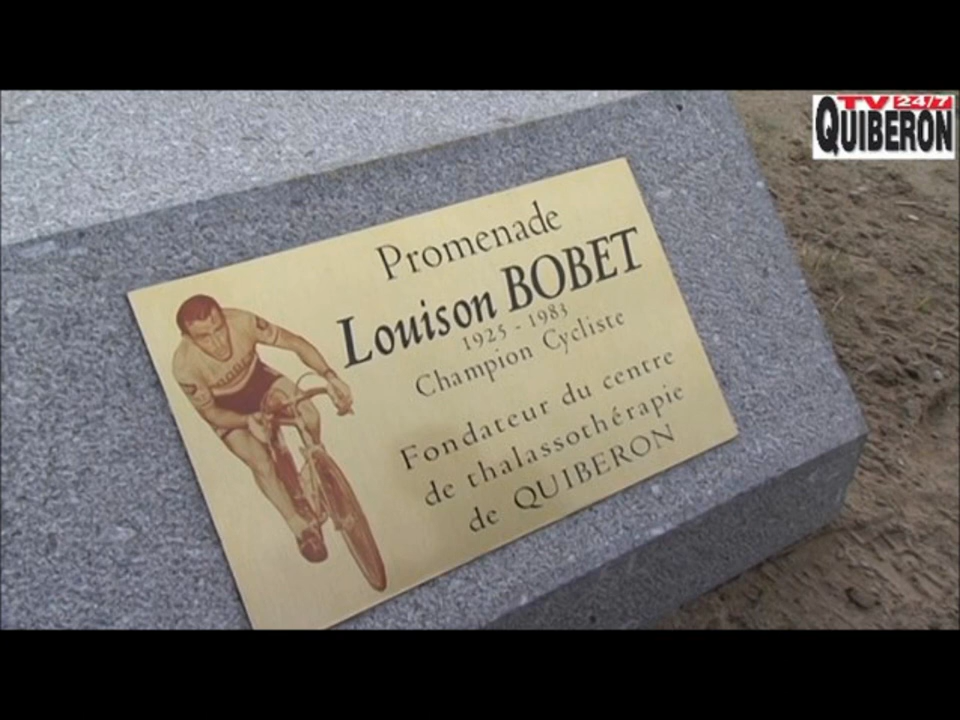 TV 24/7
QUIBERON
Promenade
Louison BOBET
1925 - 1983
Champion Cycliste
Fondateur du centre
de thalassothérapie
de QUIBERON